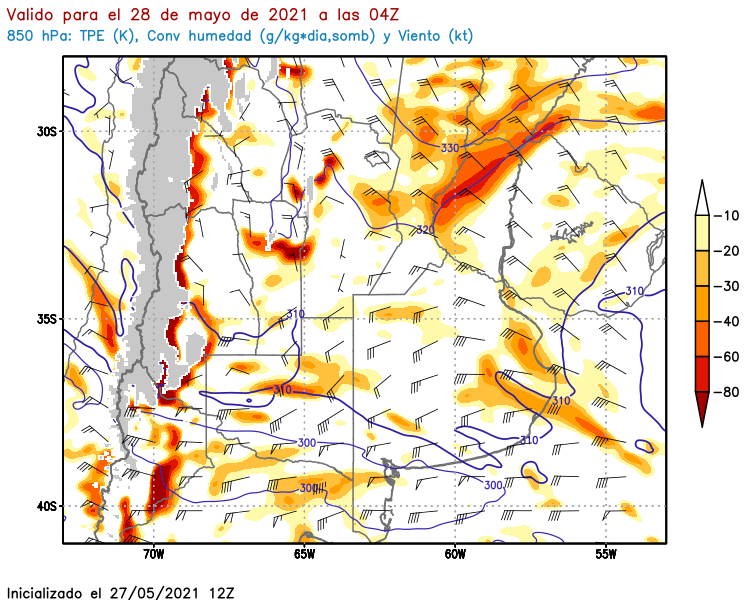 Valido para el 28 de mayo de 2021 a las 04Z
850 hPa: TPE (K), Conv humedad (g/kg*dia,somb) y Viento (kt)
30S
35S
40S
70W
65W
60W
55W
330
320
310
310
310
310
310
300
300
300
-10
-20
-30
-40
-60
-80
Inicializado el 27/05/2021 12Z